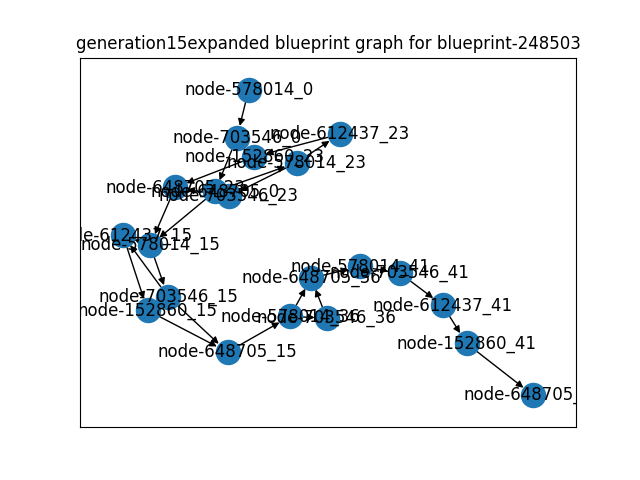 generation15expanded blueprint graph for blueprint-248503
node-578014_0
node-703546_0
node-612437_23
node-152860_23
node-578014_23
node-648705_23
node-648705_0
node-703546_23
node-612437_15
node-578014_15
node-578014_41
node-703546_41
node-648705_36
node-703546_15
node-612437_41
node-152860_15
node-578014_36
node-703546_36
node-152860_41
node-648705_15
node-648705_